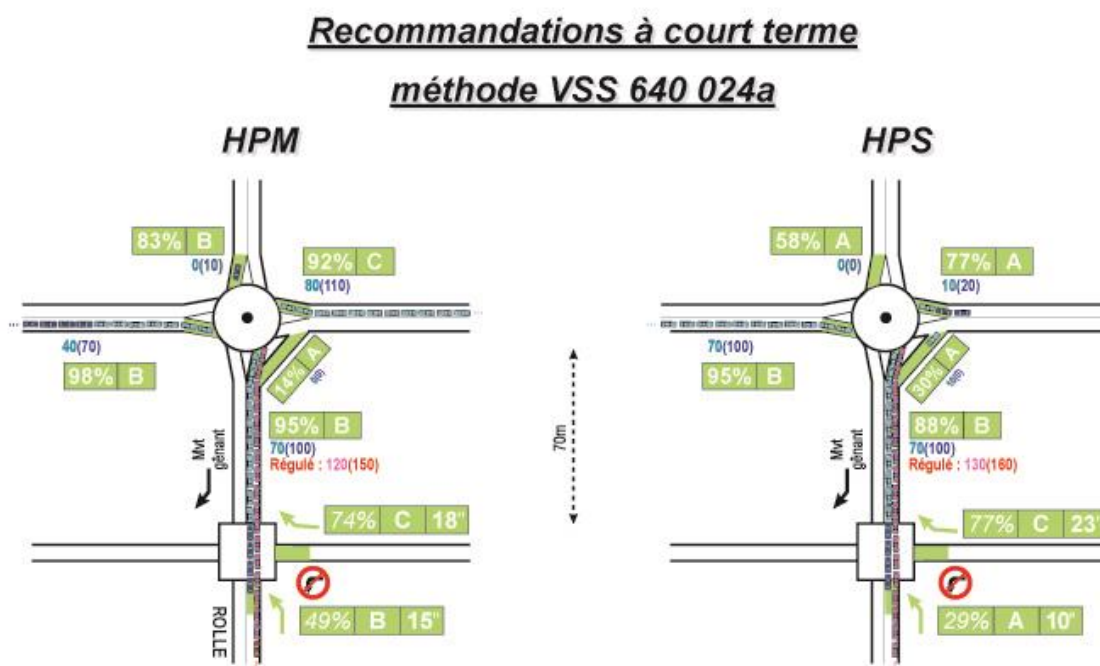 Recommandations à court terme
méthode VSS 640 024a
HPM
83% B
0(10)
92% C
80(110)
40(70)
98% B
14% A
95% B
70(100)
Régulé : 120(150)
Mvt
gênant
74% C 18"
49% B 15"
ROLLE
70m
HPS
58% A
0(0)
77% A
10(20)
70(100)
95% B
30% A
88% B
70(100)
Régulé : 130(160)
Mvt
gênant
77% C 23"
29% A 10"